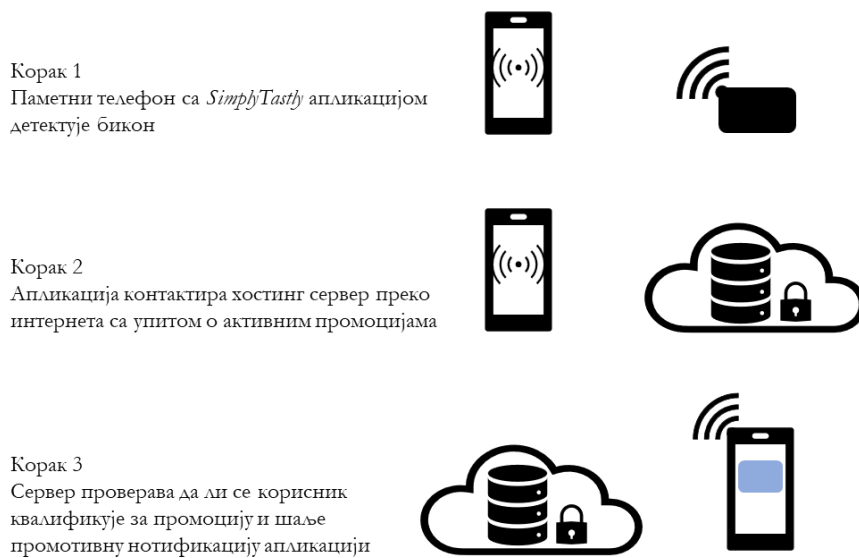 Корак 1
Паметни телефон са SimplyTastly апликацијом
детектује бикон
Корак 2
Апликација контактира хостинг сервер преко
интернета са упитом о активним промоцијама
Корак 3
Сервер проверава да ли се корисник
квалификује за промоцију и шаље
промотивну нотификацију апликацији